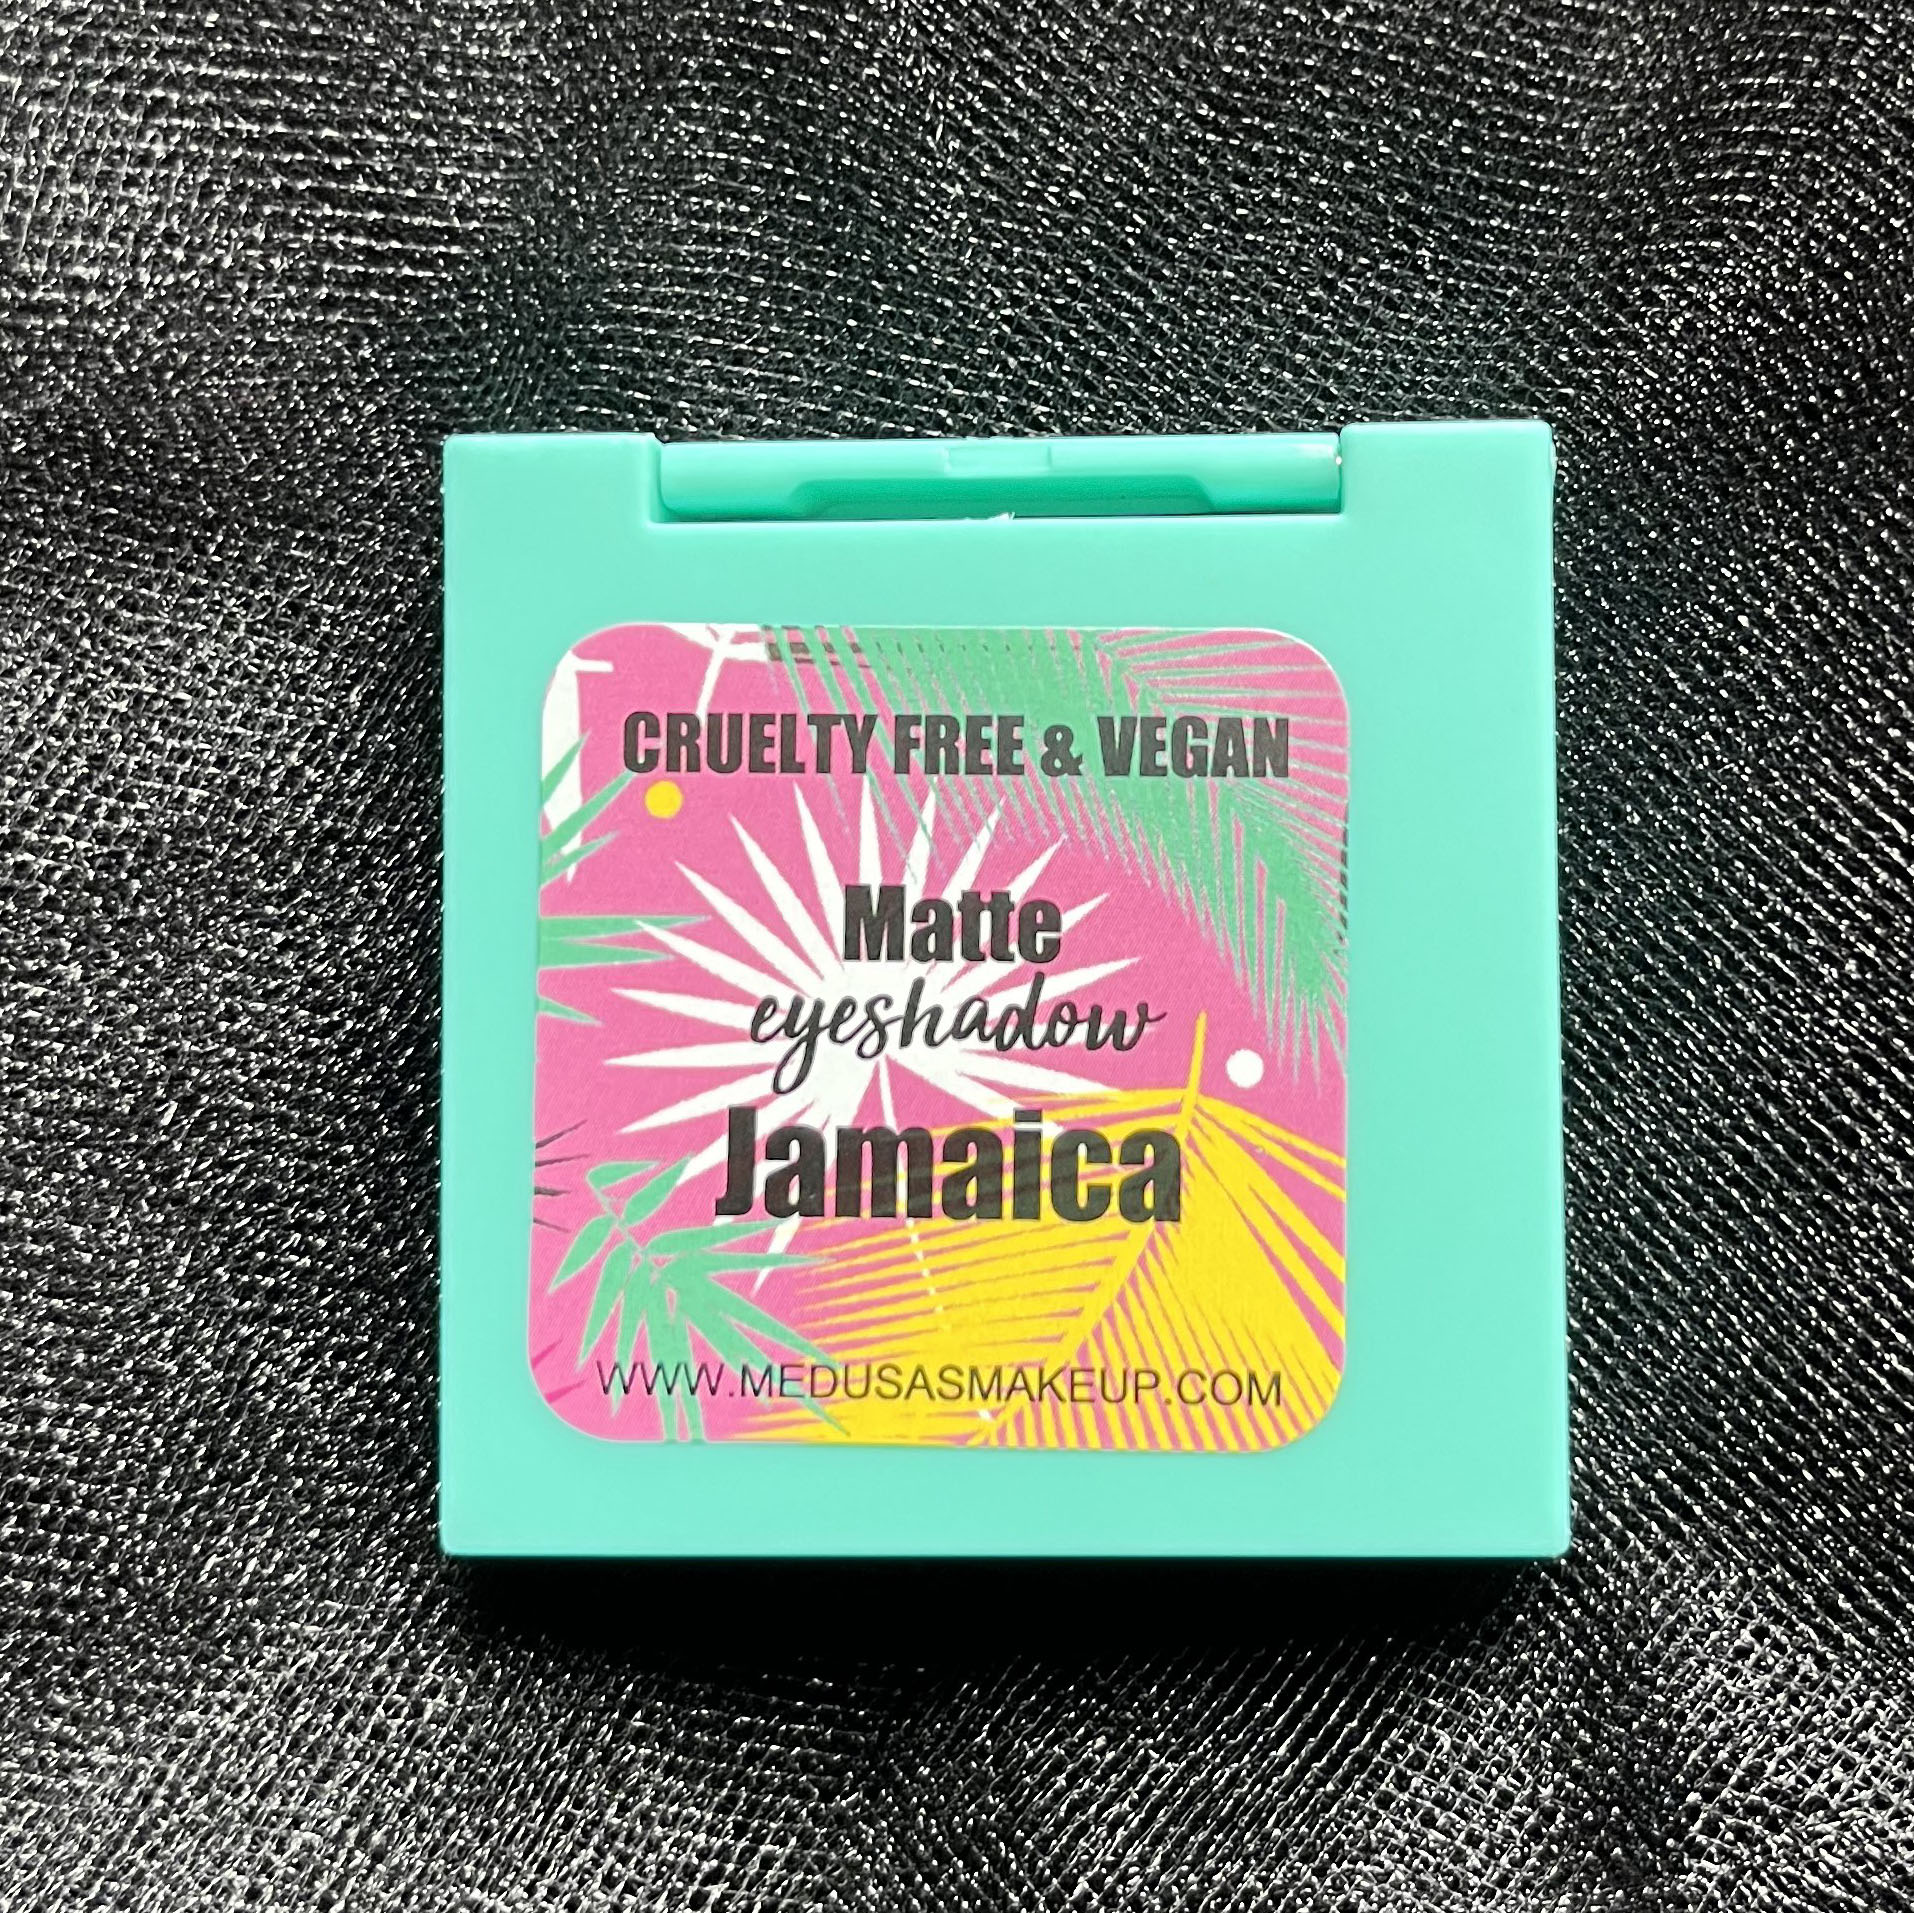 CRUELTY FREE & VEGAN
Matte
eyeshadow
Jamaica
WWW.MEDUSASMAKEUP.COM